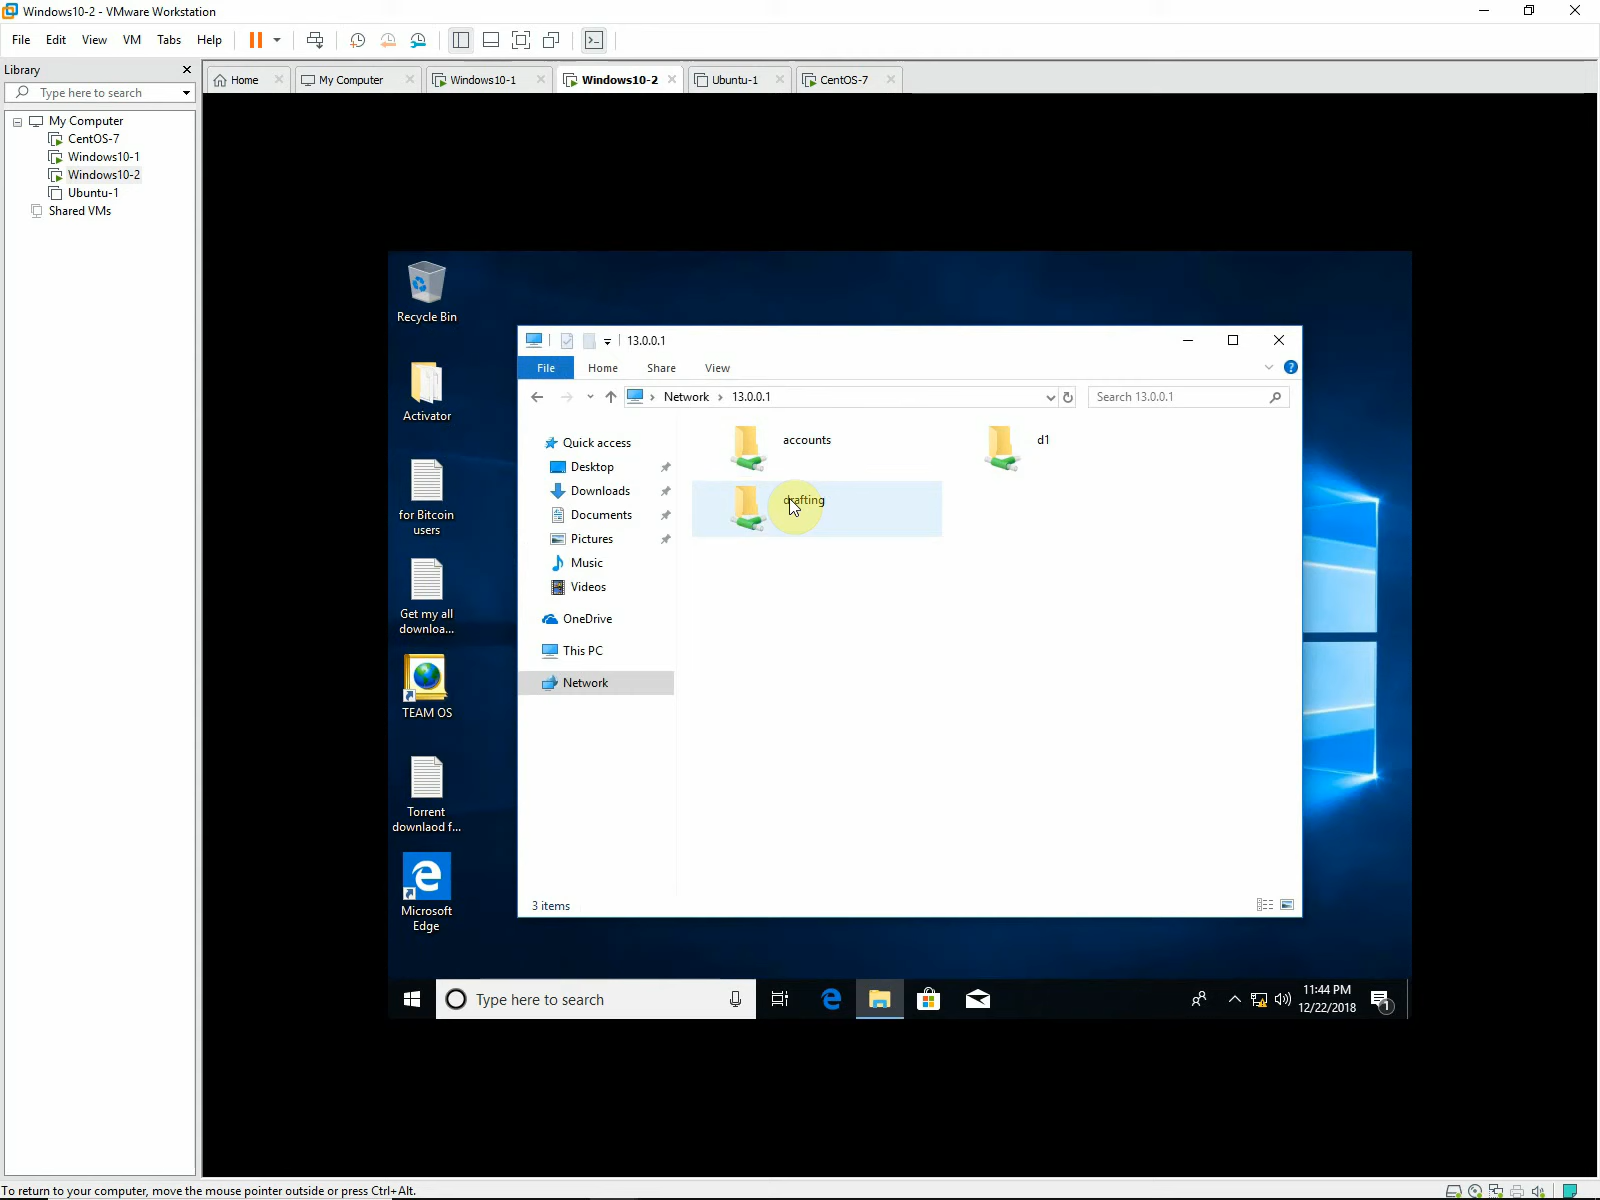 Windows10-2 - VMware Workstation
File Edit View VM Tabs Help
Library
Type here to search
My Computer
CentOS-7
Windows10-1
Windows10-2
Ubuntu-1
Shared VMs
Home My Computer Windows10-1 Windows10-2 Ubuntu-1 CentOS-7
Recycle Bin
Activator
for Bitcoin
users
Get my all
downloa...
TEAM OS
Torrent
downlaod f...
Microsoft
Edge
13.0.0.1
File Home Share View
Network 13.0.0.1
Search 13.0.0.1
Quick access
Desktop
Downloads
Documents
Pictures
Music
Videos
OneDrive
This PC
Network
accounts
d1
drafting
3 items
Type here to search
11:44 PM
12/22/2018
1
To return to your computer, move the mouse pointer outside or press Ctrl+Alt.